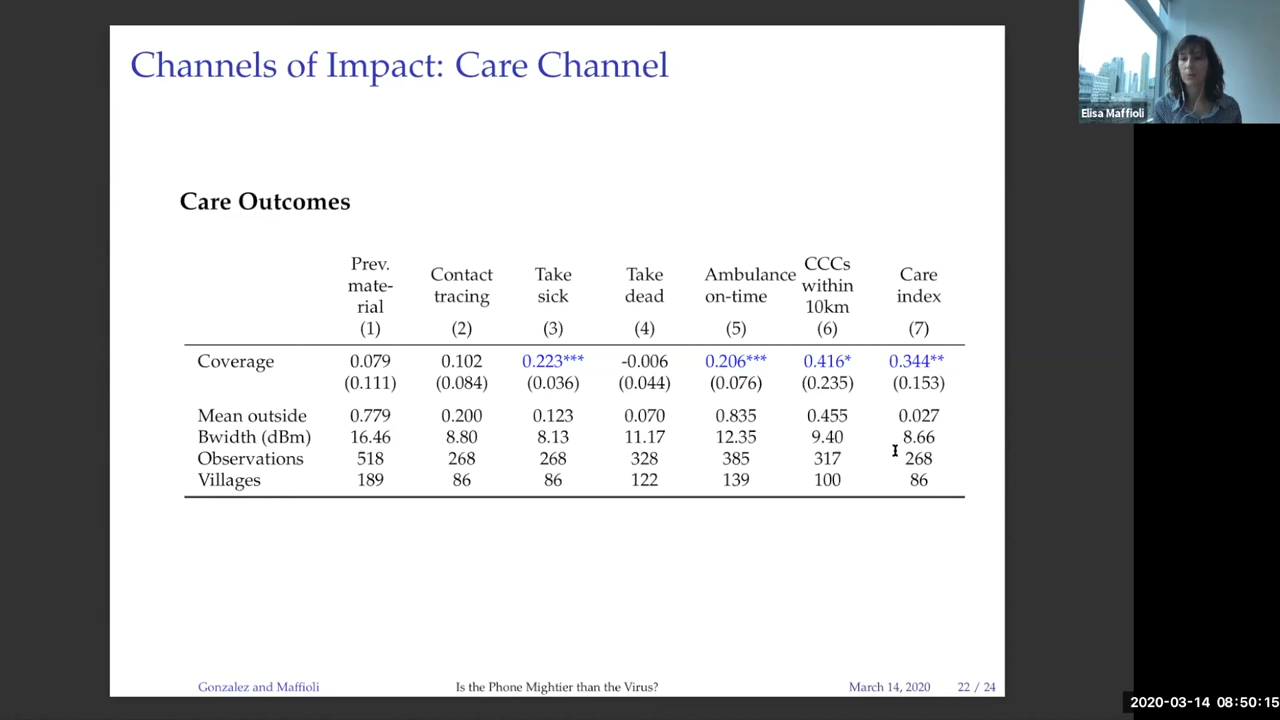 Channels of Impact: Care Channel
Elisa Maffioli
Care Outcomes
Prev. mate- rial Contact tracing Take sick Take dead Ambulance on-time CCCs within 10km Care index
(1) (2) (3) (4) (5) (6) (7)
Coverage 0.079 0.102 0.223*** -0.006 0.206*** 0.416* 0.344**
(0.111) (0.084) (0.036) (0.044) (0.076) (0.235) (0.153)
Mean outside 0.779 0.200 0.123 0.070 0.835 0.455 0.027
Bwidth (dBm) 16.46 8.80 8.13 11.17 12.35 9.40 8.66
Observations 518 268 268 328 385 317 268
Villages 189 86 86 122 139 100 86
Gonzalez and Maffioli Is the Phone Mightier than the Virus? March 14, 2020 22 / 24
2020-03-14 08:50:15